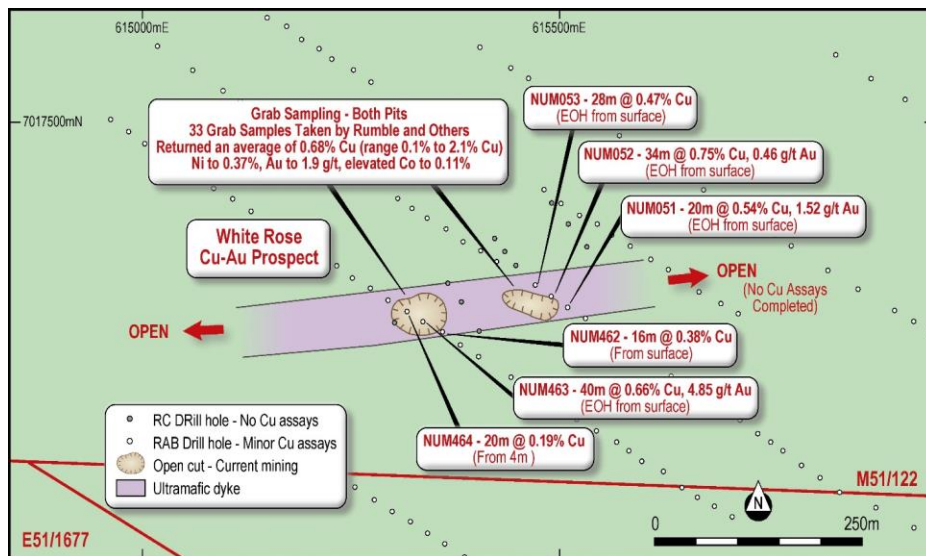 615000mE
615500mE
7017500mN
Grab Sampling - Both Pits
33 Grab Samples Taken by Rumble and Others
Returned an average of 0.68% Cu (range 0.1% to 2.1% Cu)
Ni to 0.37%, Au to 1.9 g/t, elevated Co to 0.11%
NUM053 - 28m @ 0.47% Cu
(EOH from surface)
NUM052 - 34m @ 0.75% Cu, 0.46 g/t Au
(EOH from surface)
NUM051 - 20m @ 0.54% Cu, 1.52 g/t Au
(EOH from surface)
White Rose
Cu-Au Prospect
OPEN
(No Cu Assays
Completed)
OPEN
NUM462 - 16m @ 0.38% Cu
(From surface)
NUM463 - 40m @ 0.66% Cu, 4.85 g/t Au
(EOH from surface)
NUM464 - 20m @ 0.19% Cu
(From 4m )
RC DRill hole - No Cu assays
RAB Drill hole - Minor Cu assays
Open cut - Current mining
Ultramafic dyke
M51/122
E51/1677
N
0
250m